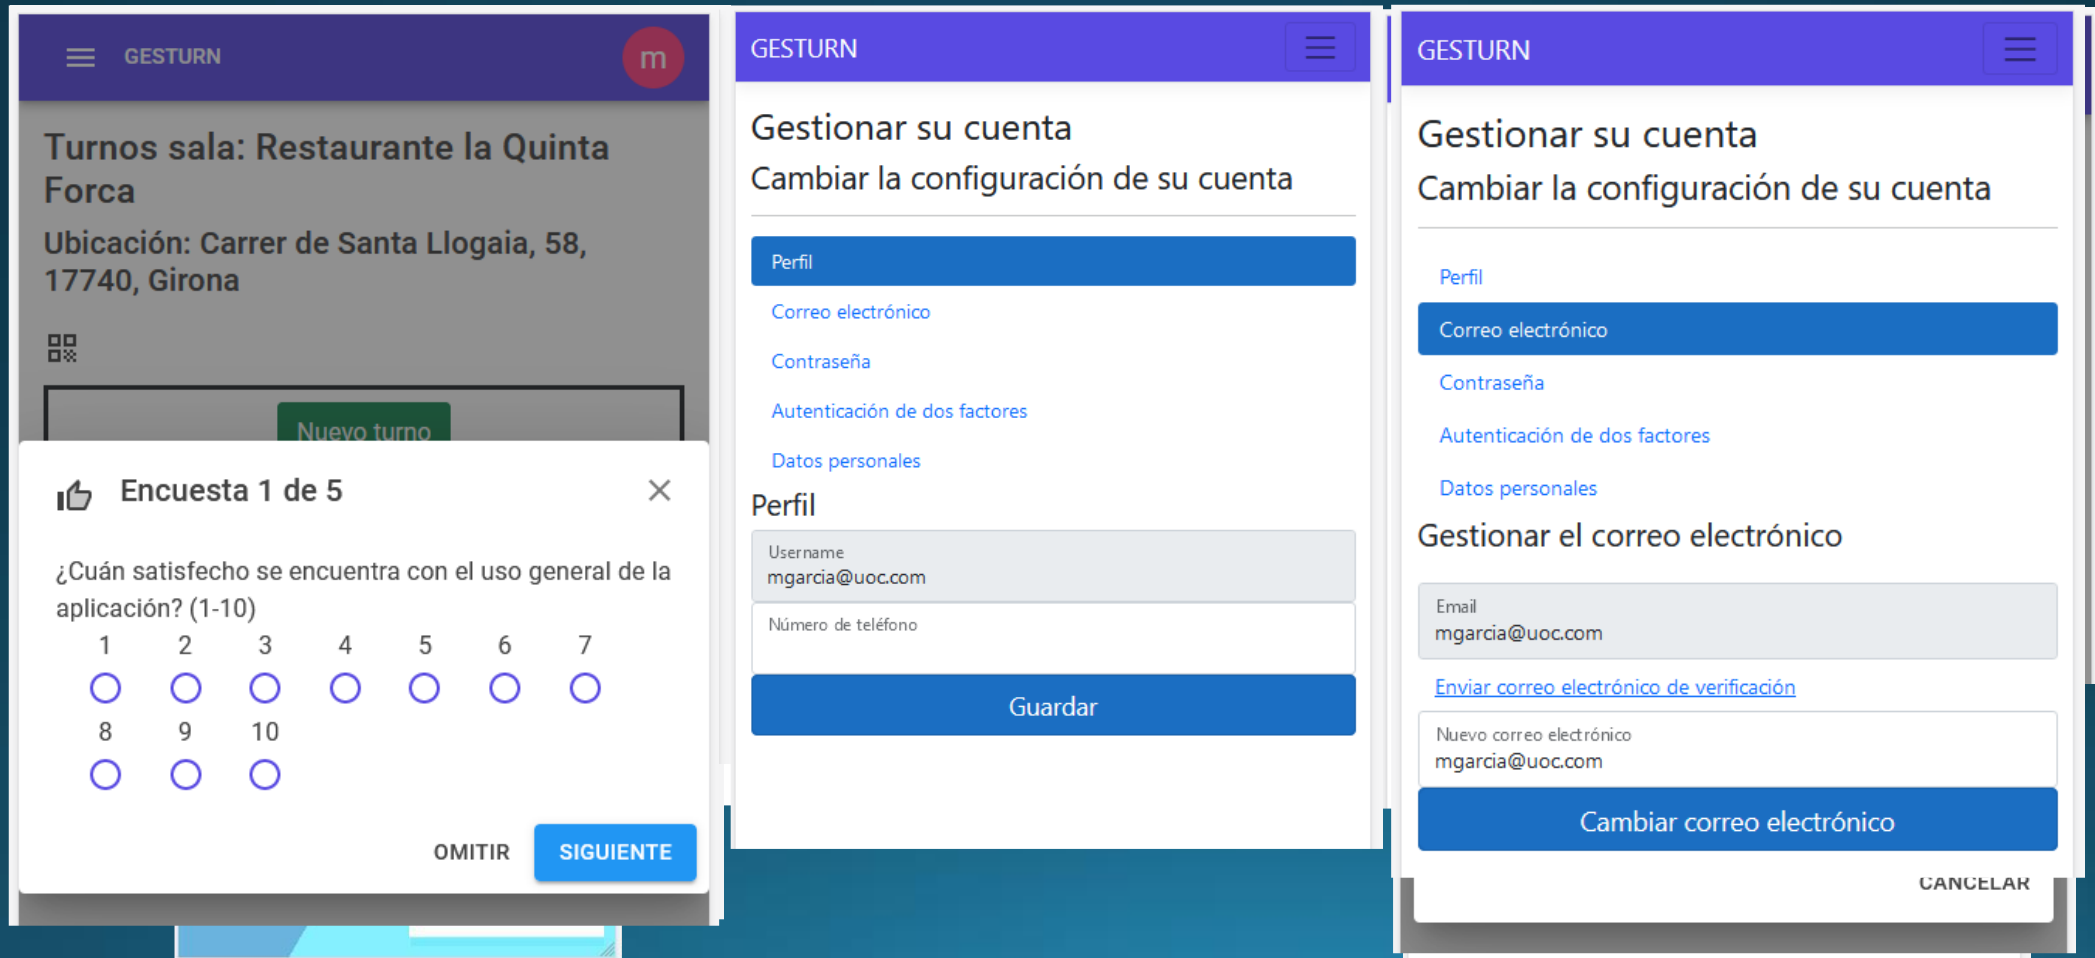 GESTURN
m
Turnos sala: Restaurante la Quinta
Forca
Ubicación: Carrer de Santa Llogaia, 58,
17740, Girona
Nuevo turno
Encuesta 1 de 5
¿Cuán satisfecho se encuentra con el uso general de la
aplicación? (1-10)
1 2 3 4 5 6 7
8 9 10
OMITIR SIGUIENTE
GESTURN
Gestionar su cuenta
Cambiar la configuración de su cuenta
Perfil
Correo electrónico
Contraseña
Autenticación de dos factores
Datos personales
Perfil
Username
mgarcia@uoc.com
Número de teléfono
Guardar
GESTURN
Gestionar su cuenta
Cambiar la configuración de su cuenta
Perfil
Correo electrónico
Contraseña
Autenticación de dos factores
Datos personales
Gestionar el correo electrónico
Email
mgarcia@uoc.com
Enviar correo electrónico de verificación
Nuevo correo electrónico
mgarcia@uoc.com
Cambiar correo electrónico
CANCELAR